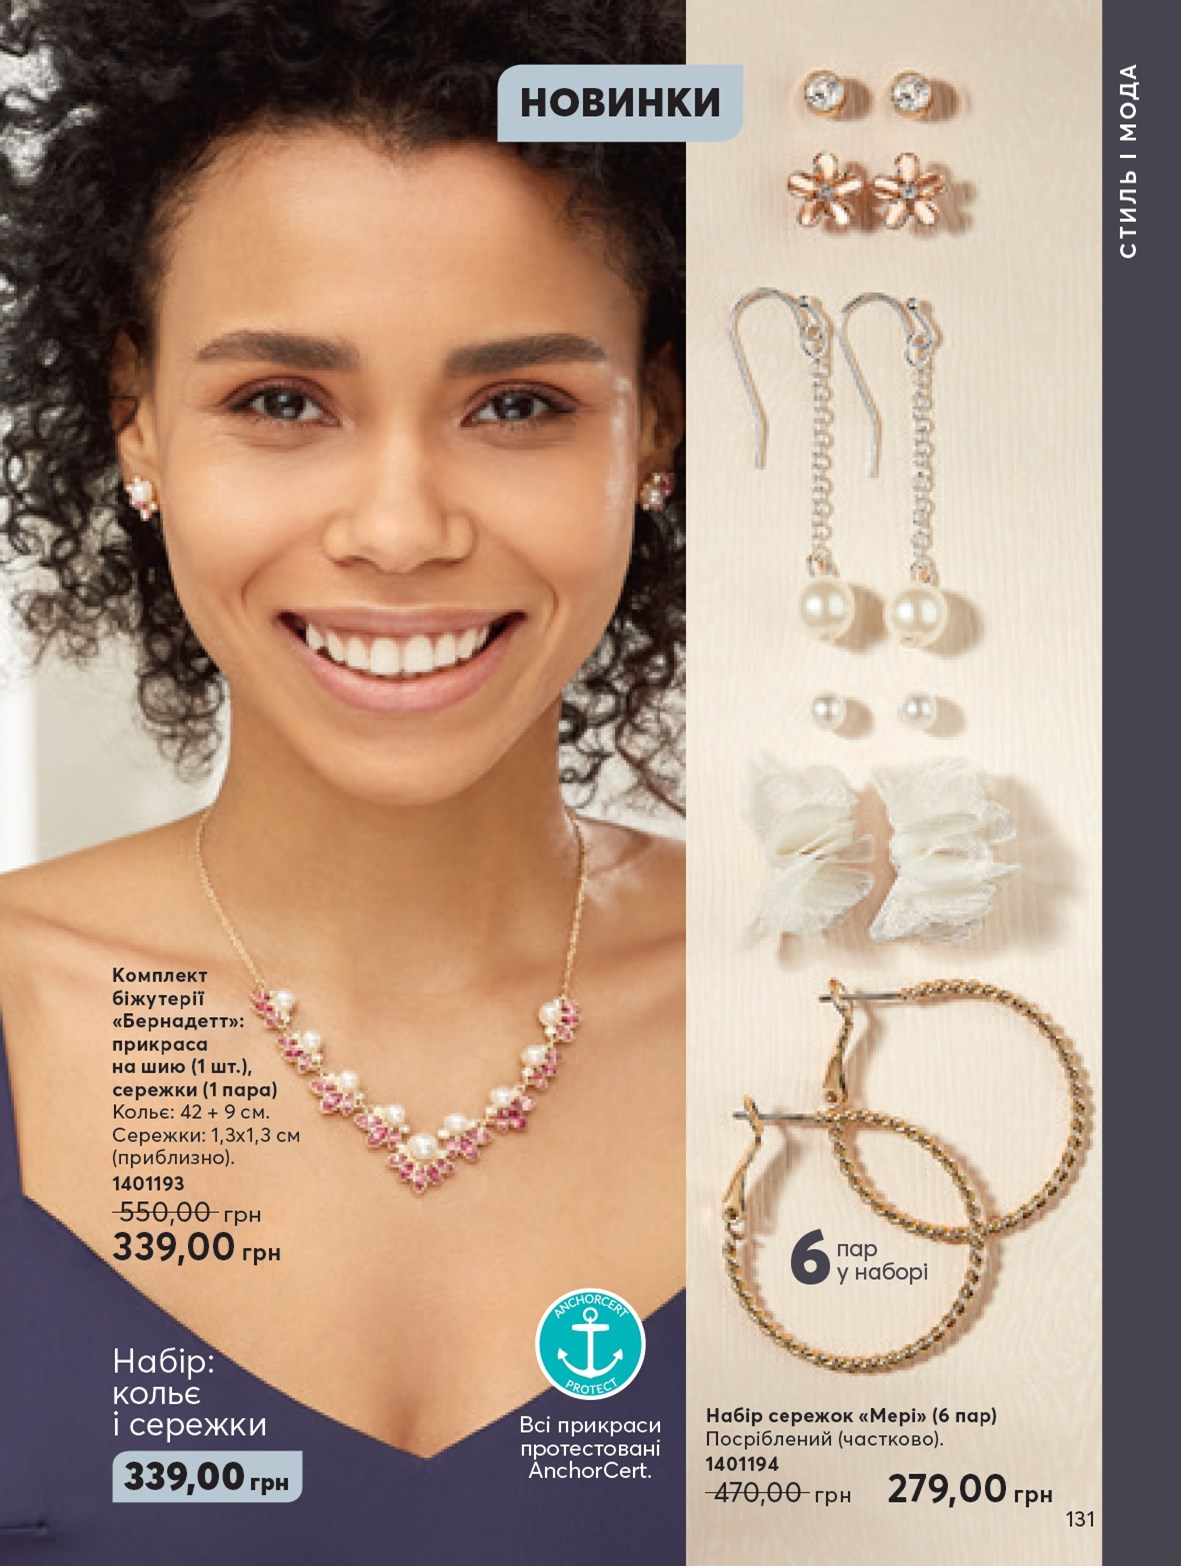 НОВИНКИ
СТИЛЬ І МОДА
Комплект
біжутерії
«Бернадетт»:
прикраса
на шию (1 шт.),
сережки (1 пара)
Кольє: 42 + 9 см.
Сережки: 1,3x1,3 см
(приблизно).
1401193
550,00 грн
339,00 грн
Набір:
кольє
і сережки
339,00 грн
ANCHORCERT
PROTECT
Всі прикраси
протестовані
AnchorCert.
6 пар
у наборі
Набір сережок «Мері» (6 пар)
Посріблений (частково).
1401194
470,00 грн 279,00 грн
131